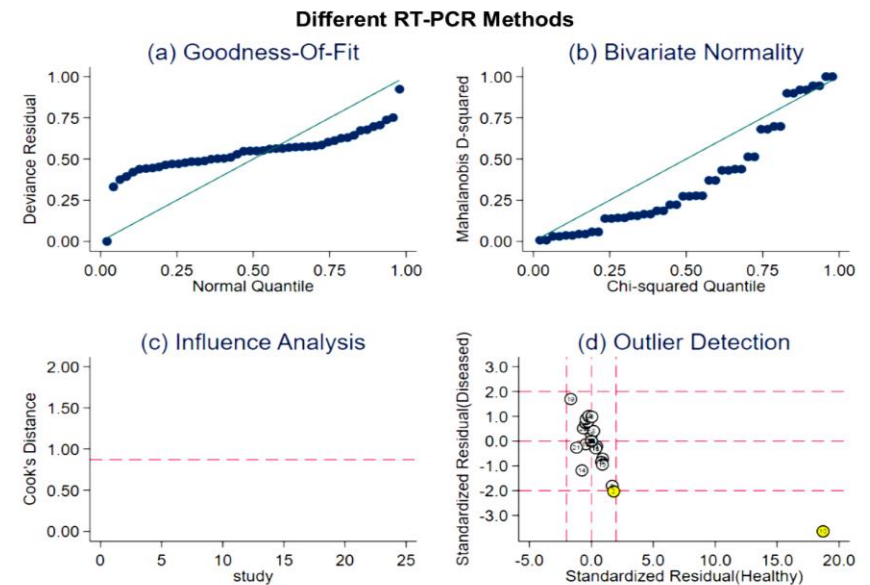 Different RT-PCR Methods
(a) Goodness-Of-Fit
Deviance Residual
1.00
0.75
0.50
0.25
0.00
0.00 0.25 0.50 0.75 1.00
Normal Quantile
(b) Bivariate Normality
Mahalanobis D-squared
1.00
0.75
0.50
0.25
0.00
0.00 0.25 0.50 0.75 1.00
Chi-squared Quantile
(c) Influence Analysis
Cook's Distance
2.00
1.50
1.00
0.50
0.00
0 5 10 15 20 25
study
(d) Outlier Detection
Standardized Residual(Diseased)
3.0
2.0
1.0
0.0
-1.0
-2.0
-3.0
19
21
14
-5.0 0.0 5.0 10.0 15.0 20.0
Standardized Residual(Healthy)